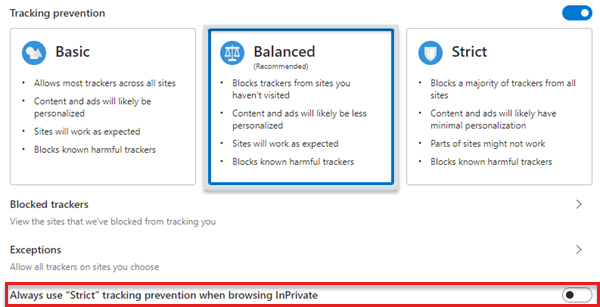 Tracking prevention
Basic
Allows most trackers across all sites
Content and ads will likely be
personalized
Sites will work as expected
Blocks known harmful trackers
Balanced
(Recommended)
Blocks trackers from sites you
haven't visited
Content and ads will likely be less
personalized
Sites will work as expected
Blocks known harmful trackers
Strict
Blocks a majority of trackers from all
sites
Content and ads will likely have
minimal personalization
Parts of sites might not work
Blocks known harmful trackers
Blocked trackers
View the sites that we've blocked from tracking you
Exceptions
Allow all trackers on sites you choose
Always use “Strict” tracking prevention when browsing InPrivate